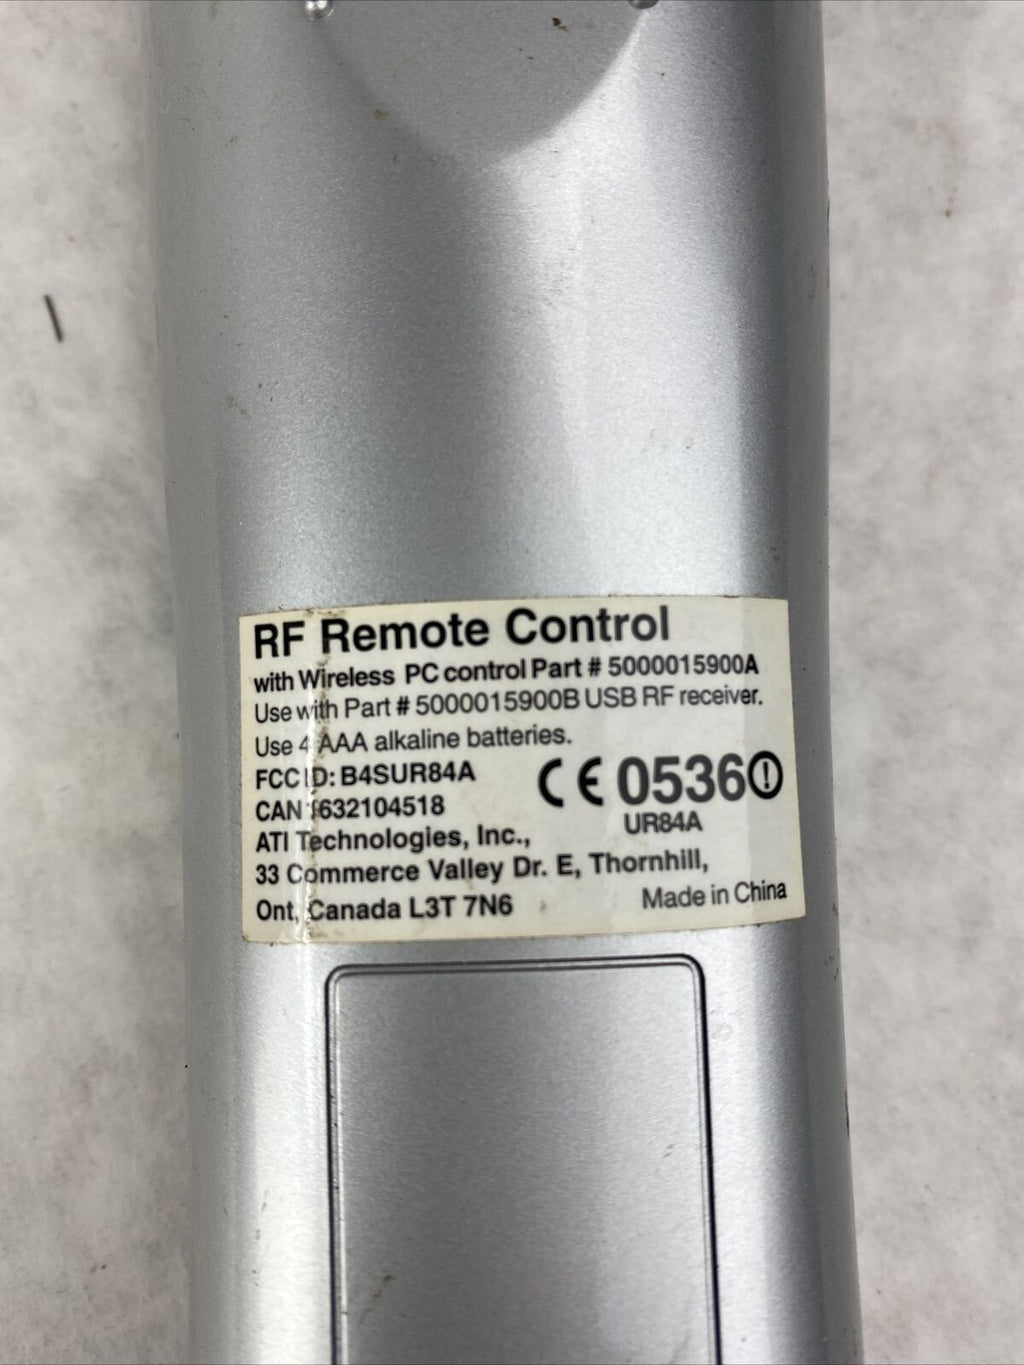 RF Remote Control
with Wireless PC control Part # 5000015900A
Use with Part # 5000015900B USB RF receiver.
Use 4 AAA alkaline batteries.
FCC ID: B4SUR84A
CE 0536
CAN 1632104518
UR84A
ATI Technologies, Inc.,
33 Commerce Valley Dr. E, Thornhill,
Ont, Canada L3T 7N6
Made in China